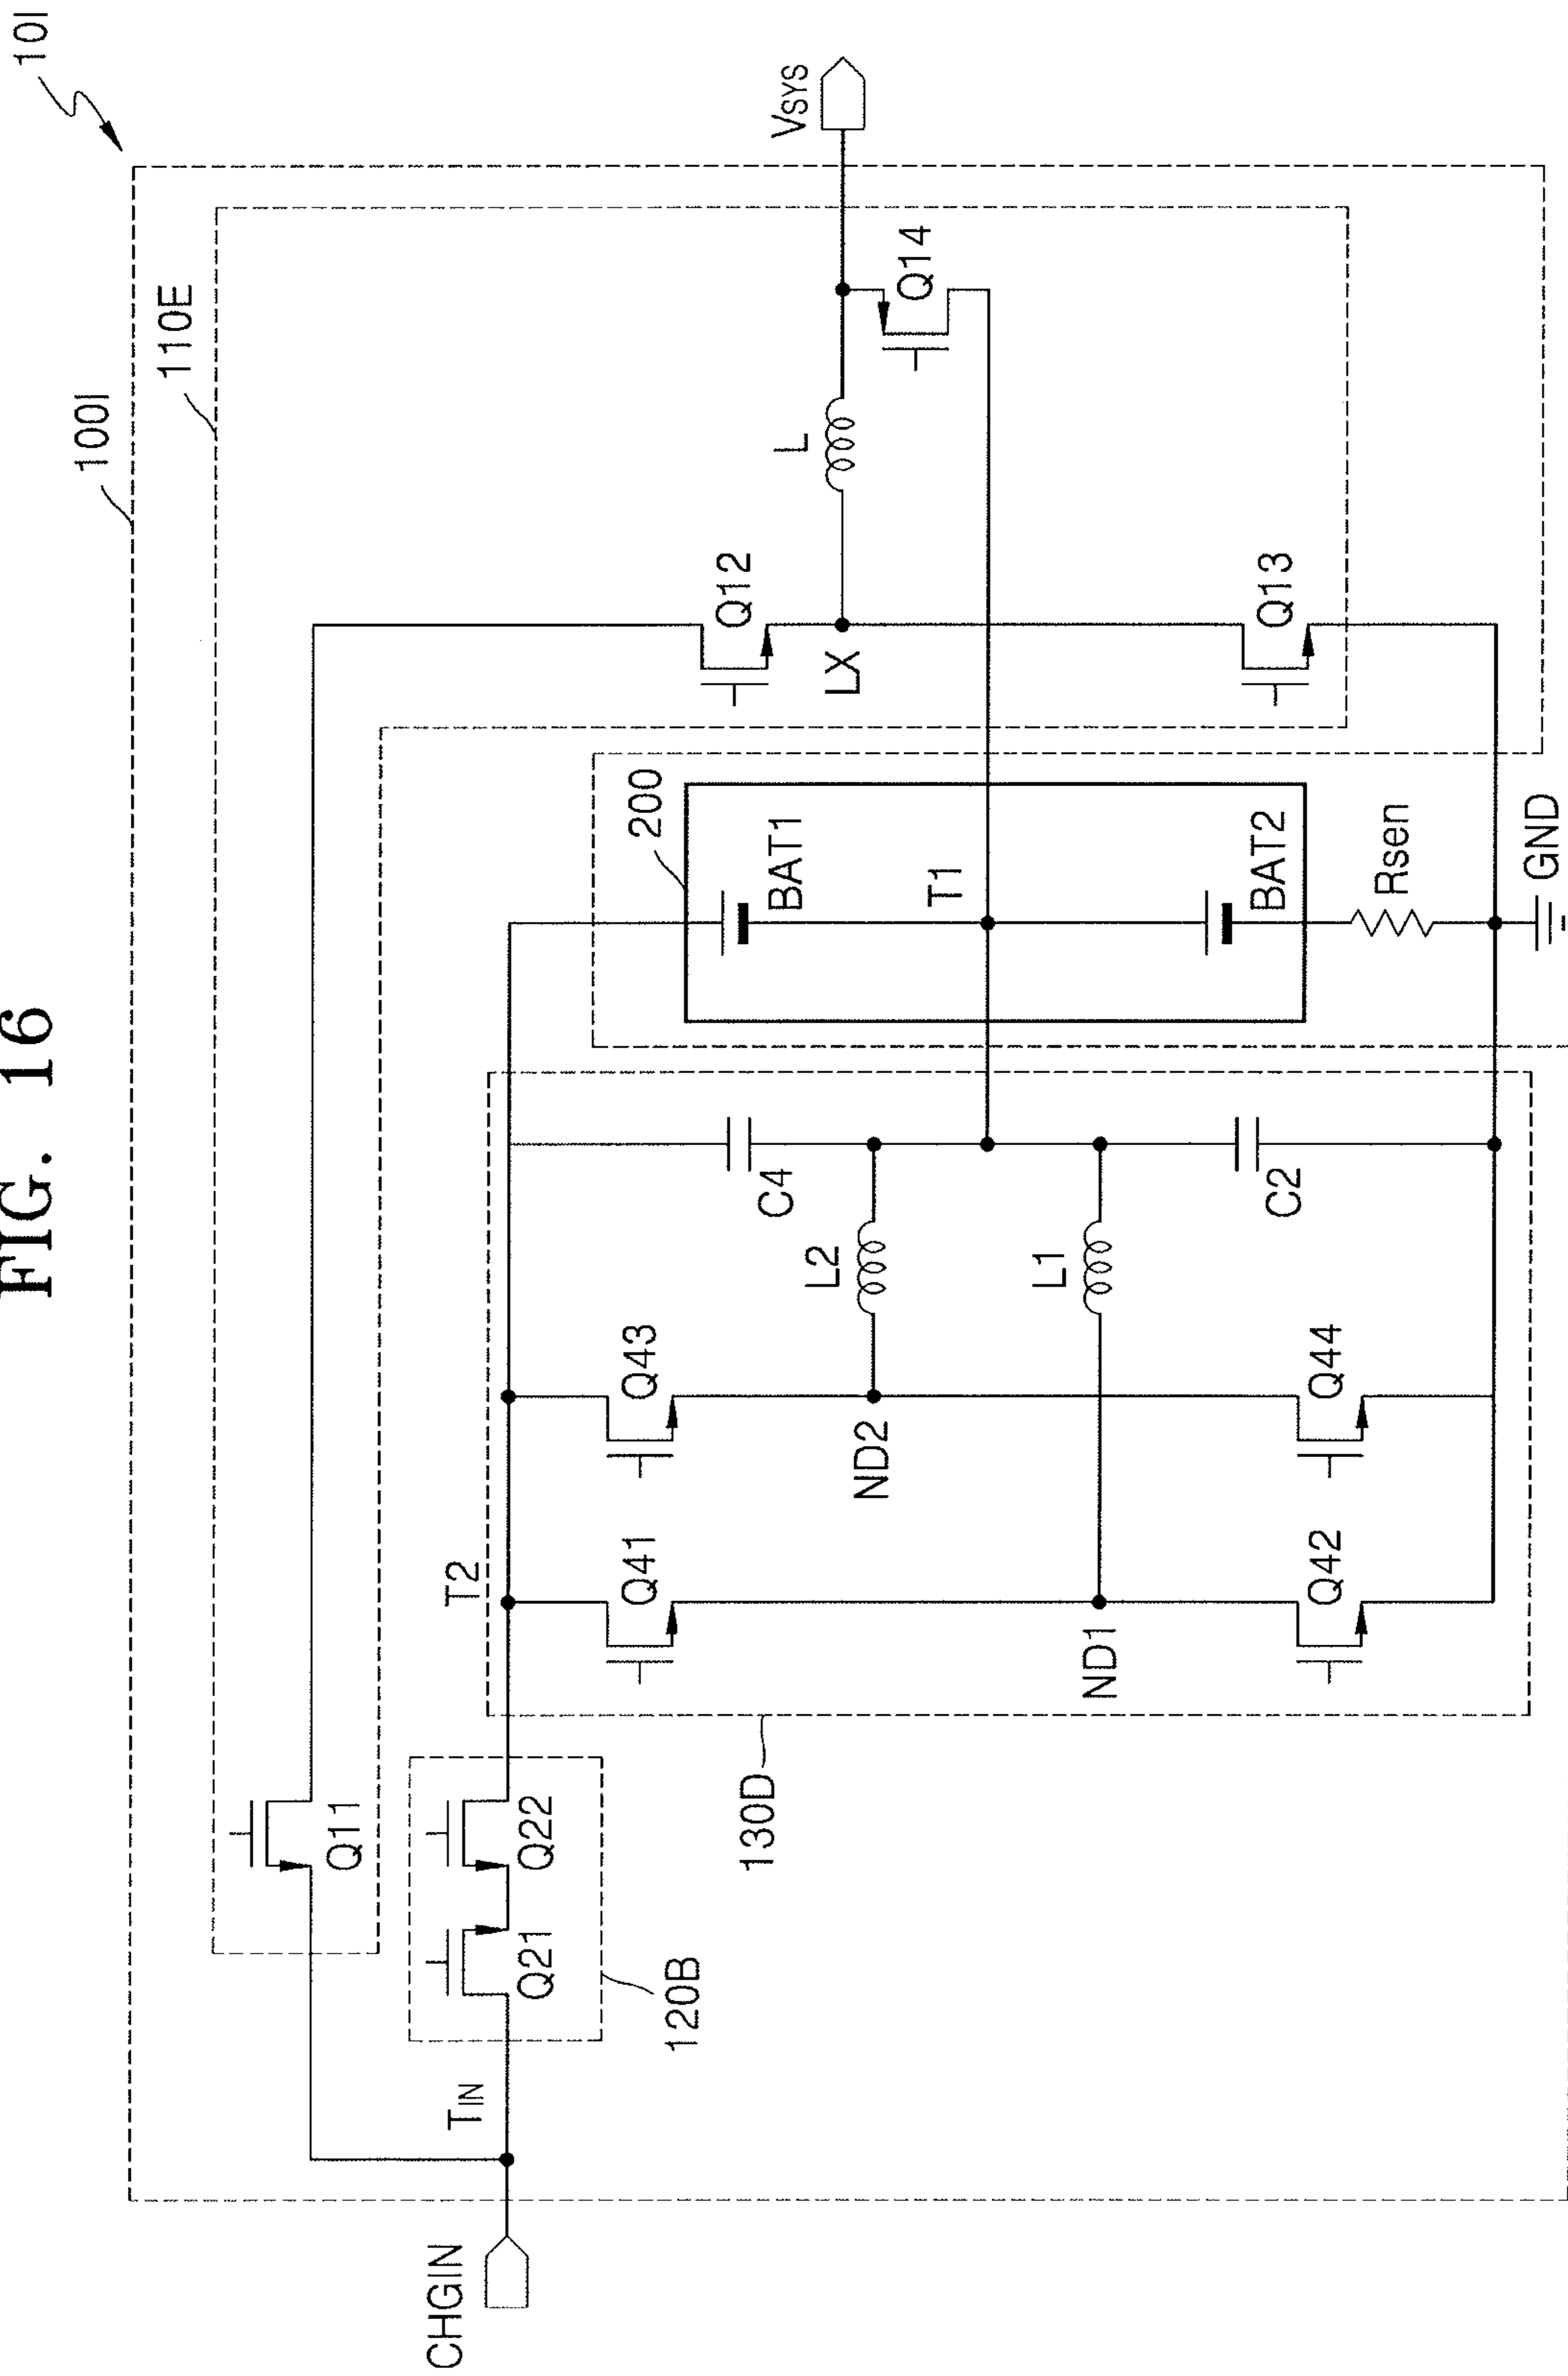 FIG. 16
10I
100I
110E
VSYS
Q14
L
Q12
LX
Q13
200
BAT1
T1
BAT2
Rsen
GND
C4
L2
L1
C2
Q43
ND2
Q44
T2
Q41
ND1
Q42
130D
Q11
Q22
Q21
120B
TIN
CHGIN